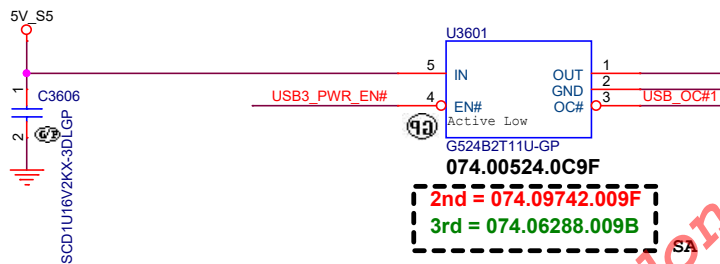 5V_S5
U3601
1
C3606
5 IN OUT 1
GND 2
USB3_PWR_EN# 4 EN# OC# 3 USB_OC#1
Active Low
2
SCD1U16V2KX-3DLGP
G524B2T11U-GP
074.00524.0C9F
2nd = 074.09742.009F
3rd = 074.06288.009B
SA